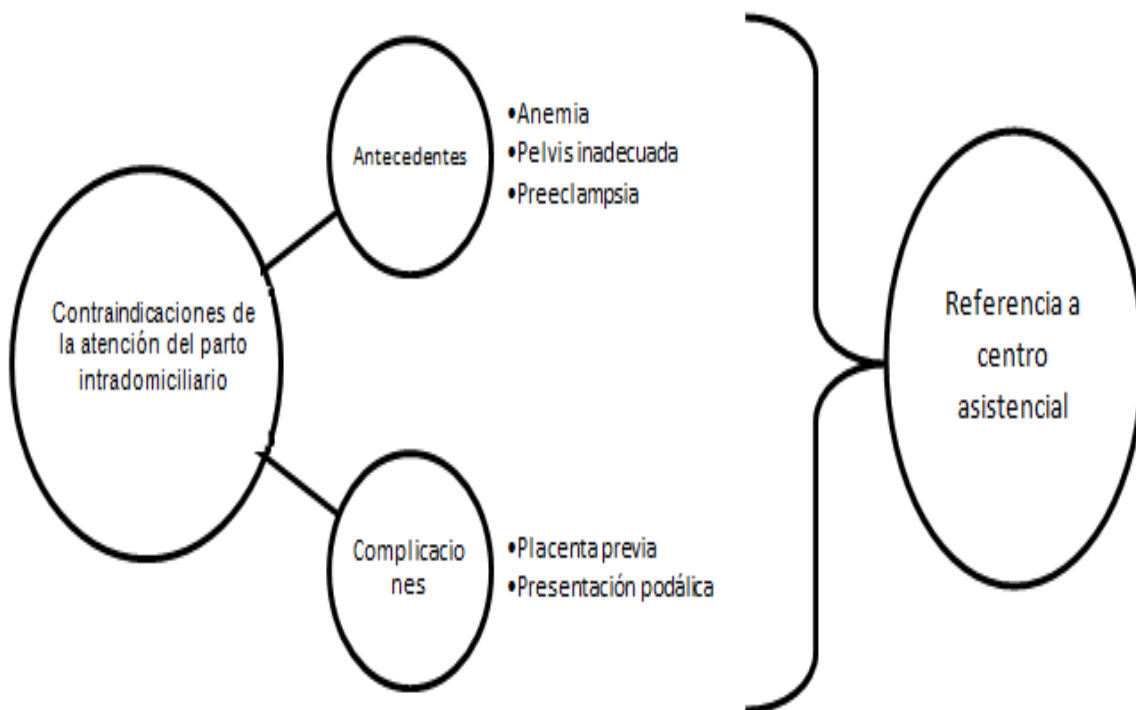 Contraindicaciones de
la atención del parto
intradomiciliario
Antecedentes
•Anemia
•Pelvis inadecuada
•Preeclampsia
Complicacio
nes
•Placenta previa
•Presentación podálica
Referencia a
centro
asistencial